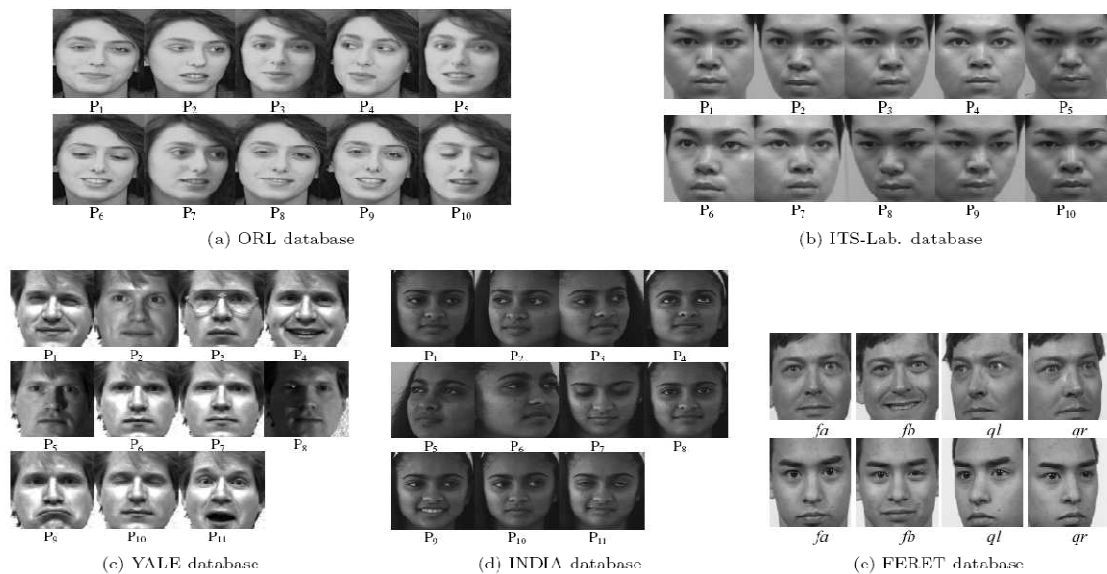 P1 P2 P3 P4 P5
P6 P7 P8 P9 P10
(a) ORL database
P1 P2 P3 P4 P5
P6 P7 P8 P9 P10
(b) ITS-Lab. database
P1 P2 P3 P4
P5 P6 P7 P8
P9 P10 P11
(c) YALE database
P1 P2 P3 P4
P5 P6 P7 P8
P9 P10 P11
(d) INDIA database
fa fb ql qr
fa fb ql qr
(e) FERET database